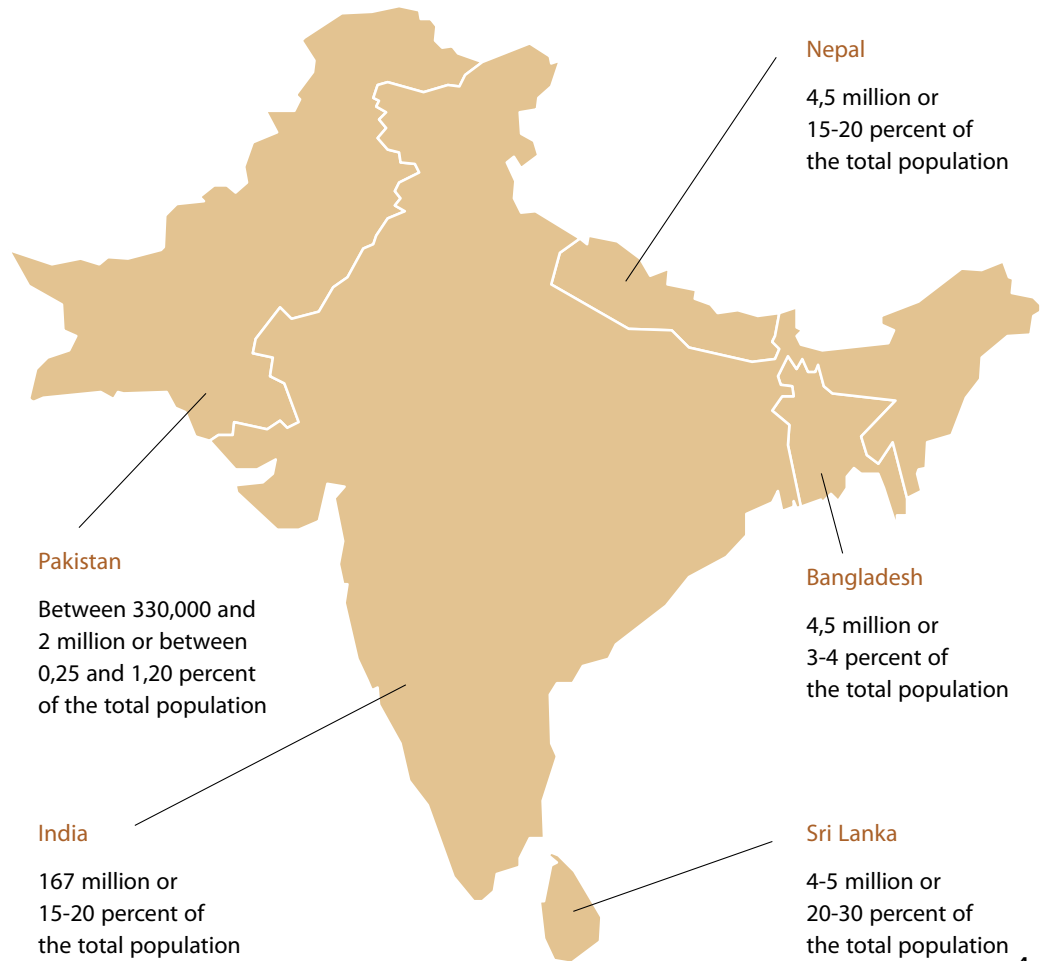 Nepal
4,5 million or
15-20 percent of
the total population
Pakistan
Between 330,000 and
2 million or between
0,25 and 1,20 percent
of the total population
Bangladesh
4,5 million or
3-4 percent of
the total population
India
167 million or
15-20 percent of
the total population
Sri Lanka
4-5 million or
20-30 percent of
the total population